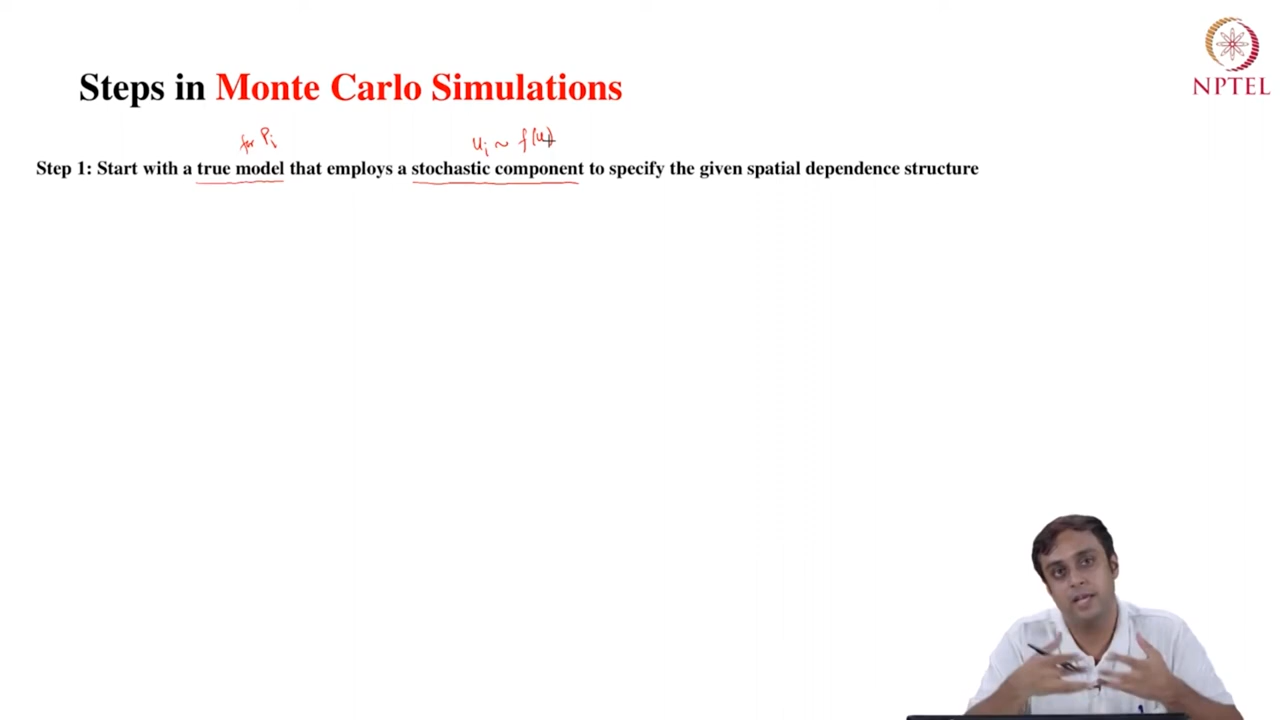 NPTEL
Steps in Monte Carlo Simulations
for Pi
ui ~ f(u)
Step 1: Start with a true model that employs a stochastic component to specify the given spatial dependence structure